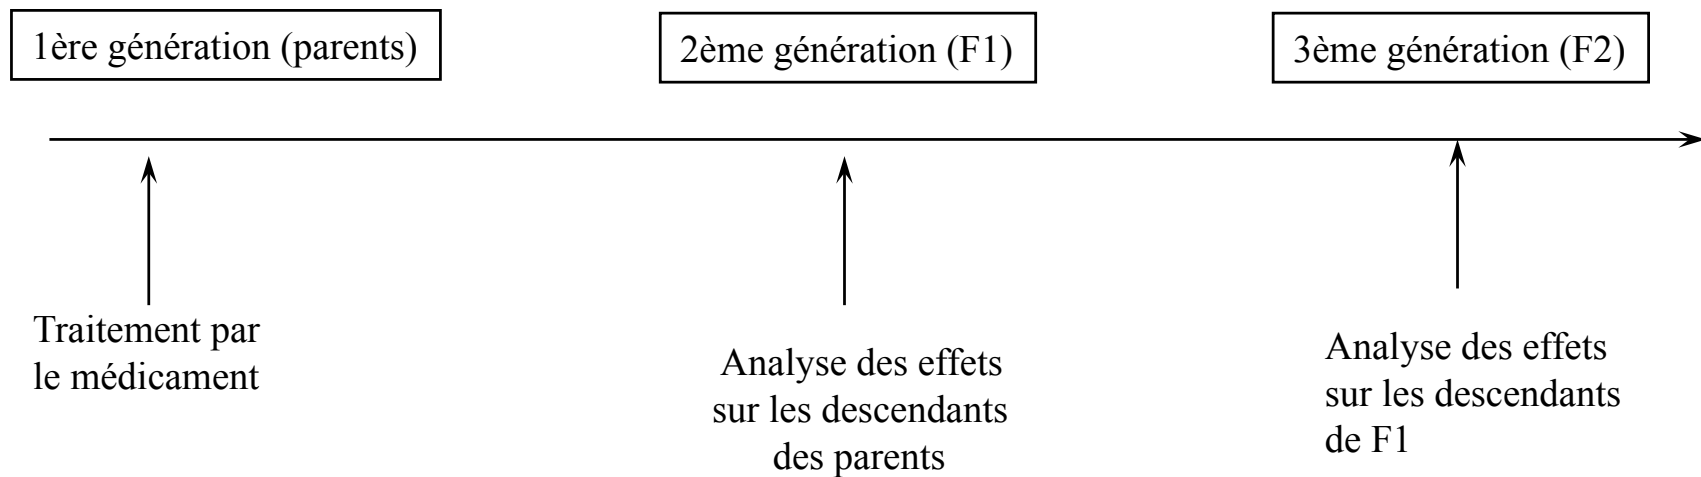 1ère génération (parents)
2ème génération (F1)
3ème génération (F2)
Traitement par
le médicament
Analyse des effets
sur les descendants
des parents
Analyse des effets
sur les descendants
de F1